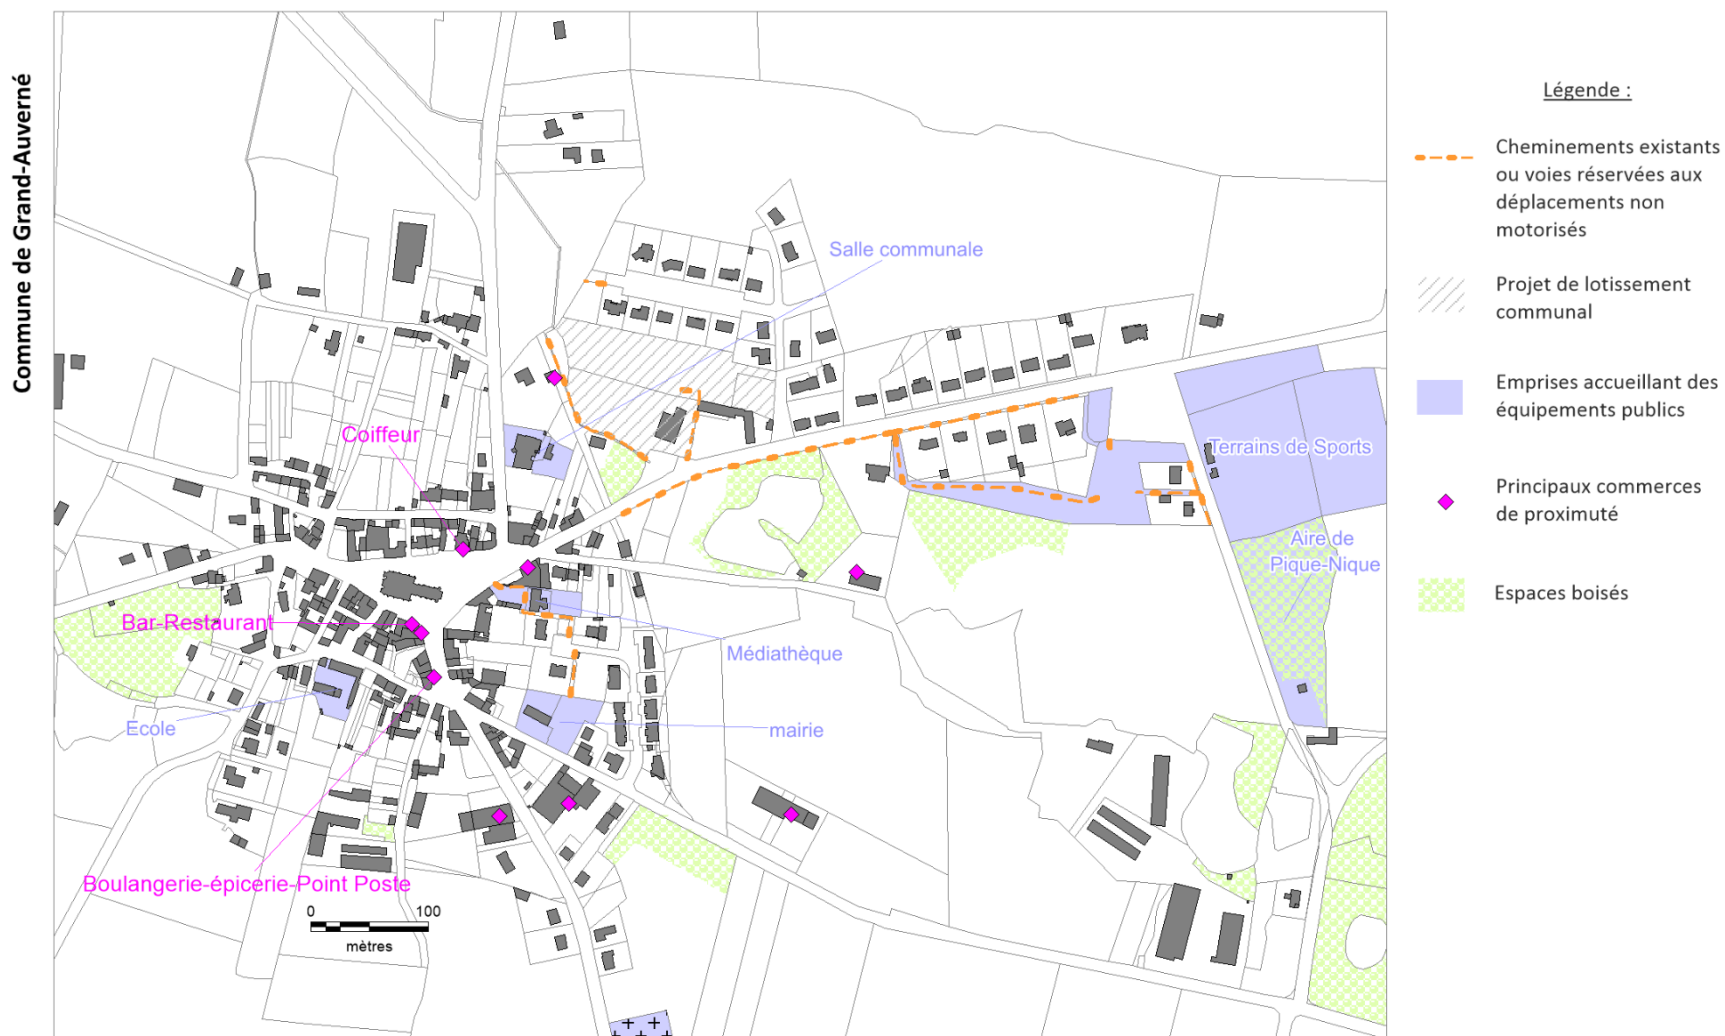 Commune de Grand-Auverné
Légende :
Cheminements existants
ou voies réservées aux
déplacements non
motorisés
Projet de lotissement
communal
Emprises accueillant des
équipements publics
Principaux commerces
de proximuté
Espaces boisés
Salle communale
Coiffeur
Terrains de Sports
Aire de
Pique-Nique
Bar-Restaurant
Médiathèque
Ecole
mairie
Boulangerie-épicerie-Point Poste
0 100
mètres